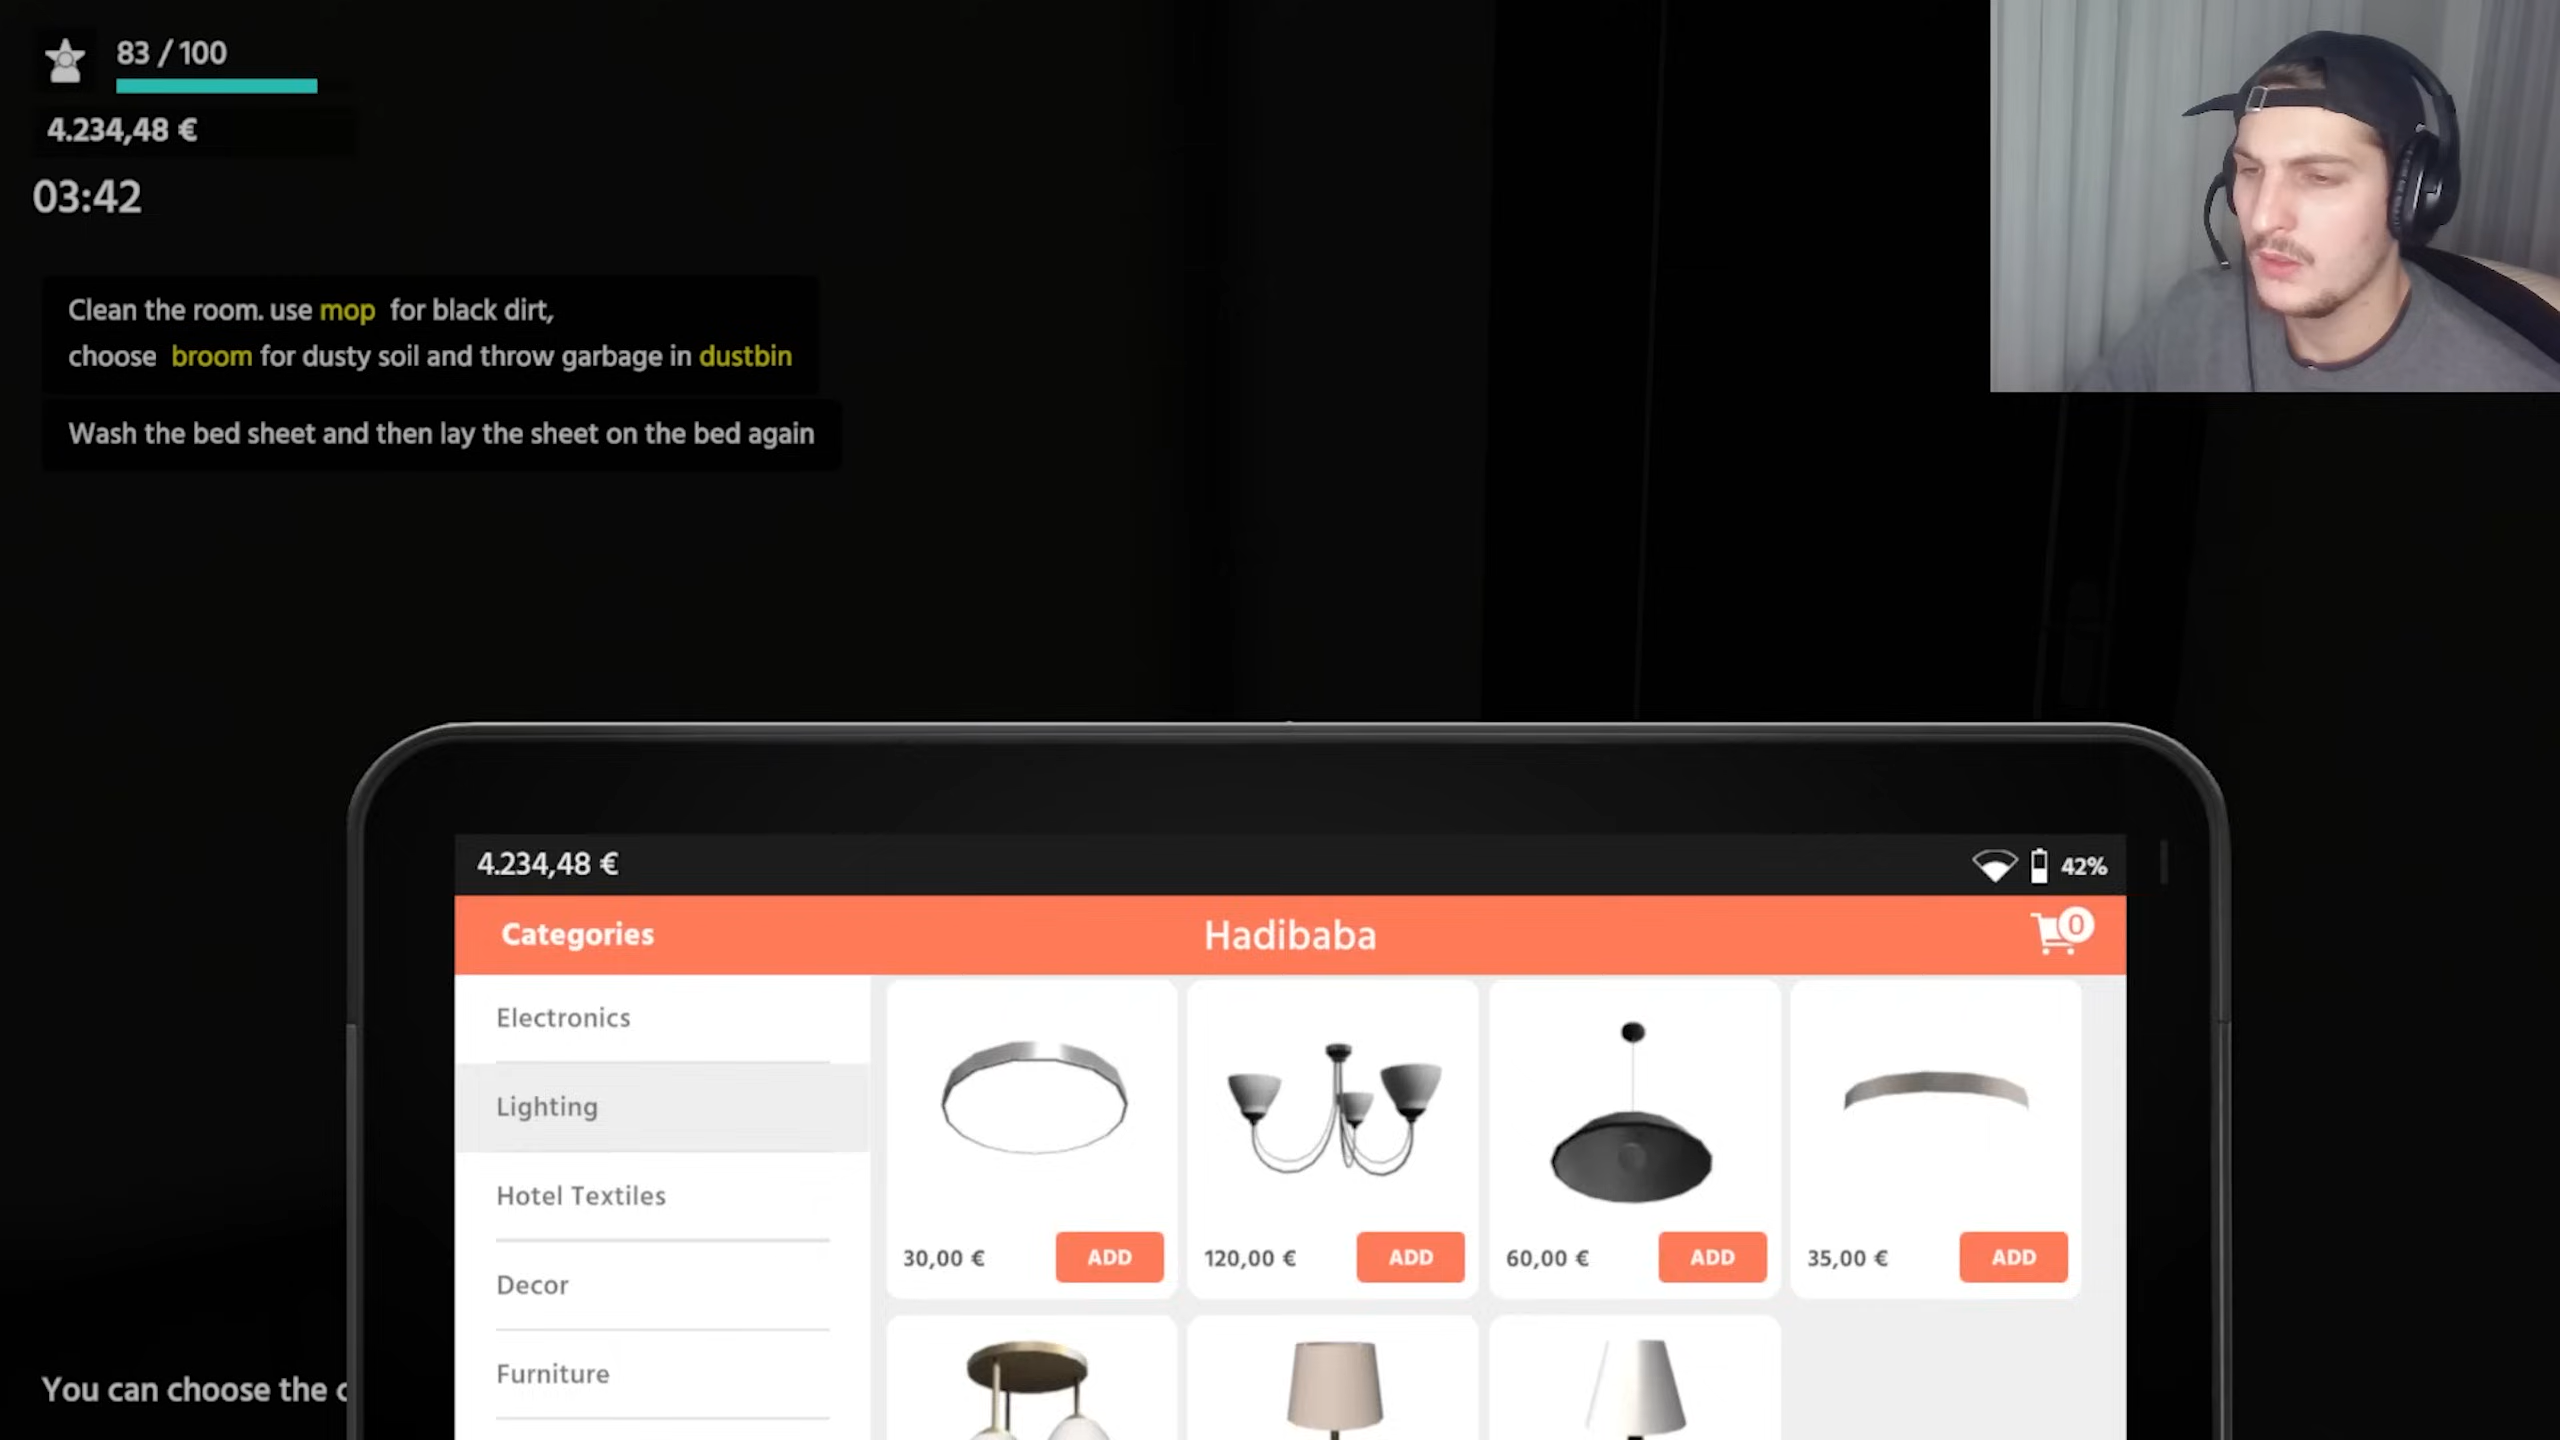 83 / 100
4.234,48 €
03:42
Clean the room. use mop for black dirt,
choose broom for dusty soil and throw garbage in dustbin
Wash the bed sheet and then lay the sheet on the bed again
4.234,48 €
42%
Categories
Hadibaba
0
Electronics
Lighting
Hotel Textiles
Decor
Furniture
30,00 €
ADD
120,00 €
ADD
60,00 €
ADD
35,00 €
ADD
You can choose the